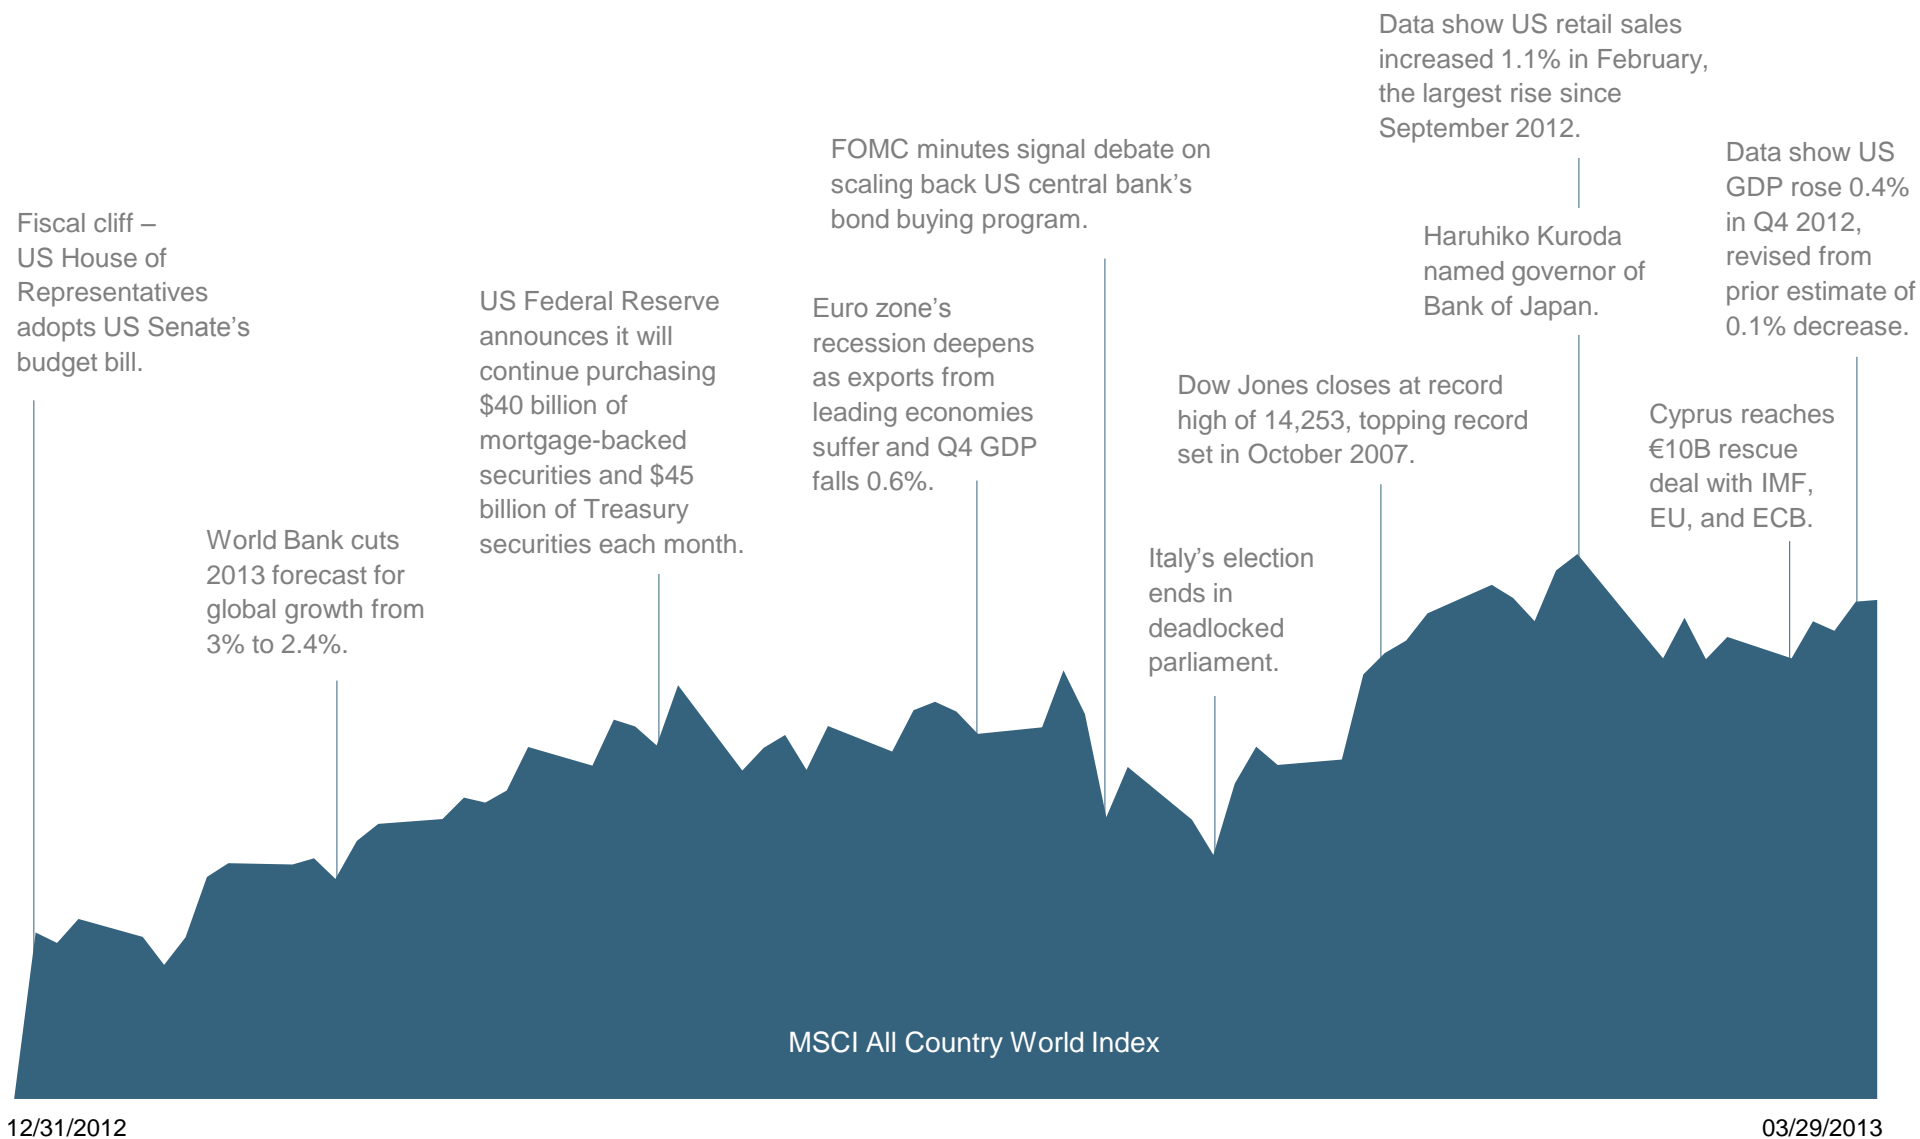 Fiscal cliff –
US House of
Representatives
adopts US Senate's
budget bill.
World Bank cuts
2013 forecast for
global growth from
3% to 2.4%.
US Federal Reserve
announces it will
continue purchasing
$40 billion of
mortgage-backed
securities and $45
billion of Treasury
securities each month.
Euro zone's
recession deepens
as exports from
leading economies
suffer and Q4 GDP
falls 0.6%.
FOMC minutes signal debate on
scaling back US central bank's
bond buying program.
Italy's election
ends in
deadlocked
parliament.
Dow Jones closes at record
high of 14,253, topping record
set in October 2007.
Data show US retail sales
increased 1.1% in February,
the largest rise since
September 2012.
Haruhiko Kuroda
named governor of
Bank of Japan.
Cyprus reaches
€10B rescue
deal with IMF,
EU, and ECB.
Data show US
GDP rose 0.4%
in Q4 2012,
revised from
prior estimate of
0.1% decrease.
MSCI All Country World Index
12/31/2012
03/29/2013